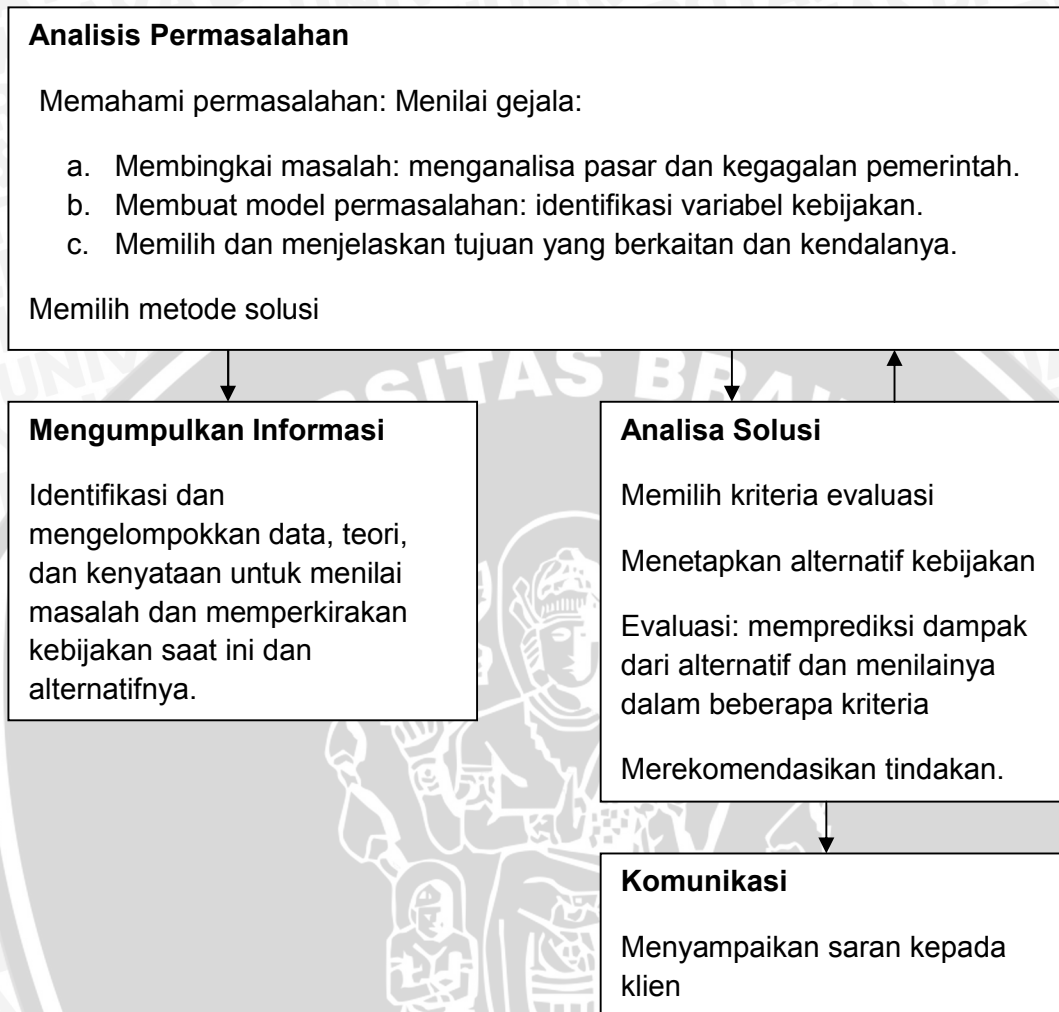 Analisis Permasalahan
Memahami permasalahan: Menilai gejala:
a. Membingkai masalah: menganalisa pasar dan kegagalan pemerintah.
b. Membuat model permasalahan: identifikasi variabel kebijakan.
c. Memilih dan menjelaskan tujuan yang berkaitan dan kendalanya.
Memilih metode solusi
Mengumpulkan Informasi
Identifikasi dan
mengelompokkan data, teori,
dan kenyataan untuk menilai
masalah dan memperkirakan
kebijakan saat ini dan
alternatifnya.
Analisa Solusi
Memilih kriteria evaluasi
Menetapkan alternatif kebijakan
Evaluasi: memprediksi dampak
dari alternatif dan menilainya
dalam beberapa kriteria
Merekomendasikan tindakan.
Komunikasi
Menyampaikan saran kepada
klien